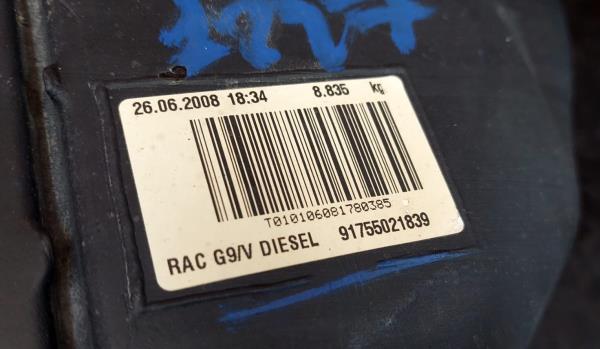 26.06.2008 18:34 8.835 kg
T010106081780385
RAC G9/V DIESEL 91755021839